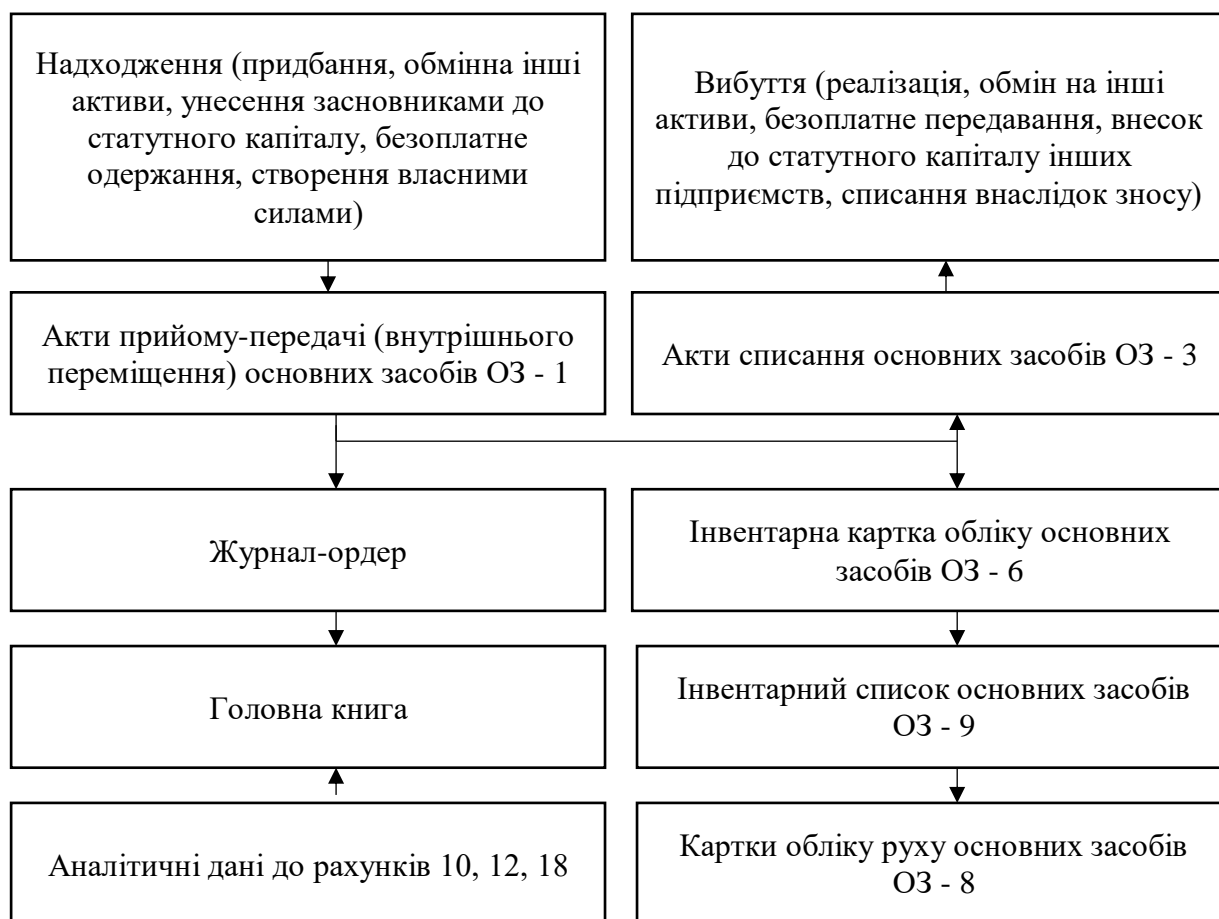 Надходження (придбання, обмінна інші
активи, унесення засновниками до
статутного капіталу, безоплатне
одержання, створення власними
силами)
Вибуття (реалізація, обмін на інші
активи, безоплатне передавання, внесок
до статутного капіталу інших
підприємств, списання внаслідок зносу)
Акти прийому-передачі (внутрішнього
переміщення) основних засобів ОЗ - 1
Акти списання основних засобів ОЗ - 3
Журнал-ордер
Інвентарна картка обліку основних
засобів ОЗ - 6
Головна книга
Інвентарний список основних засобів
ОЗ - 9
Аналітичні дані до рахунків 10, 12, 18
Картки обліку руху основних засобів
ОЗ - 8